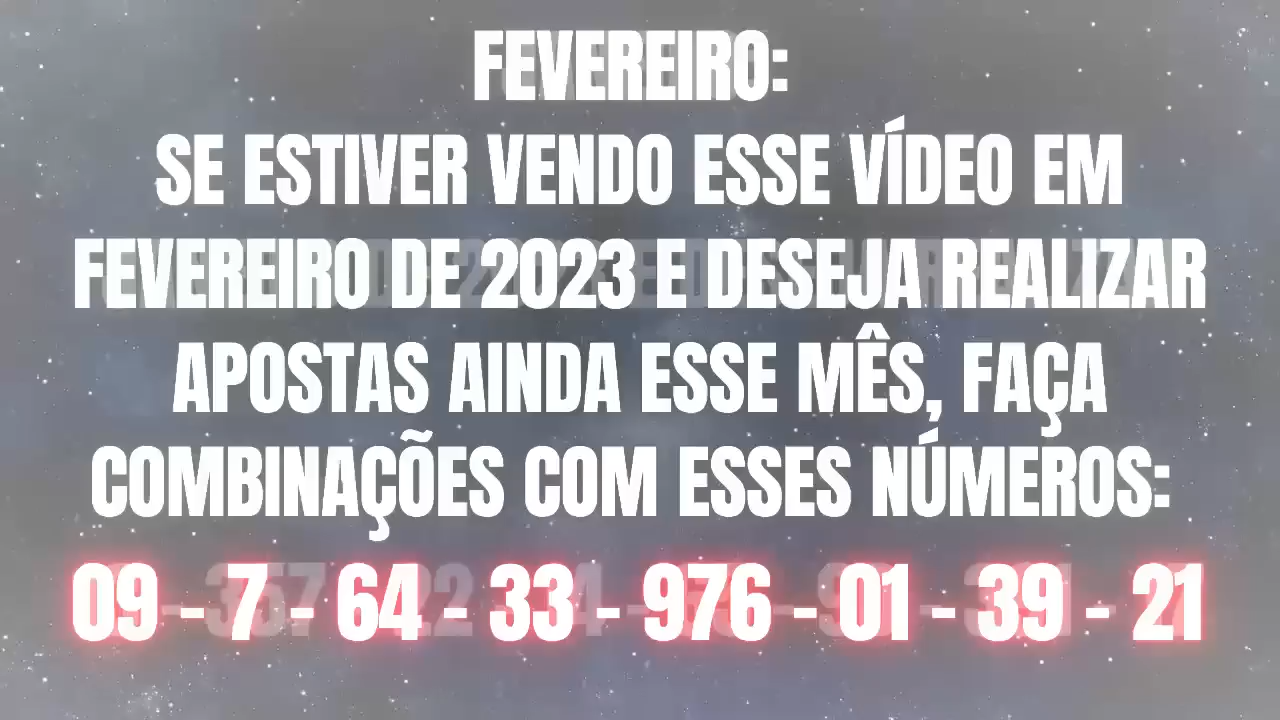 FEVEREIRO:
SE ESTIVER VENDO ESSE VÍDEO EM
FEVEREIRO DE 2023 E DESEJA REALIZAR
APOSTAS AINDA ESSE MÊS, FAÇA
COMBINAÇÕES COM ESSES NÚMEROS:
09 - 7 - 64 - 33 - 976 - 01 - 39 - 21